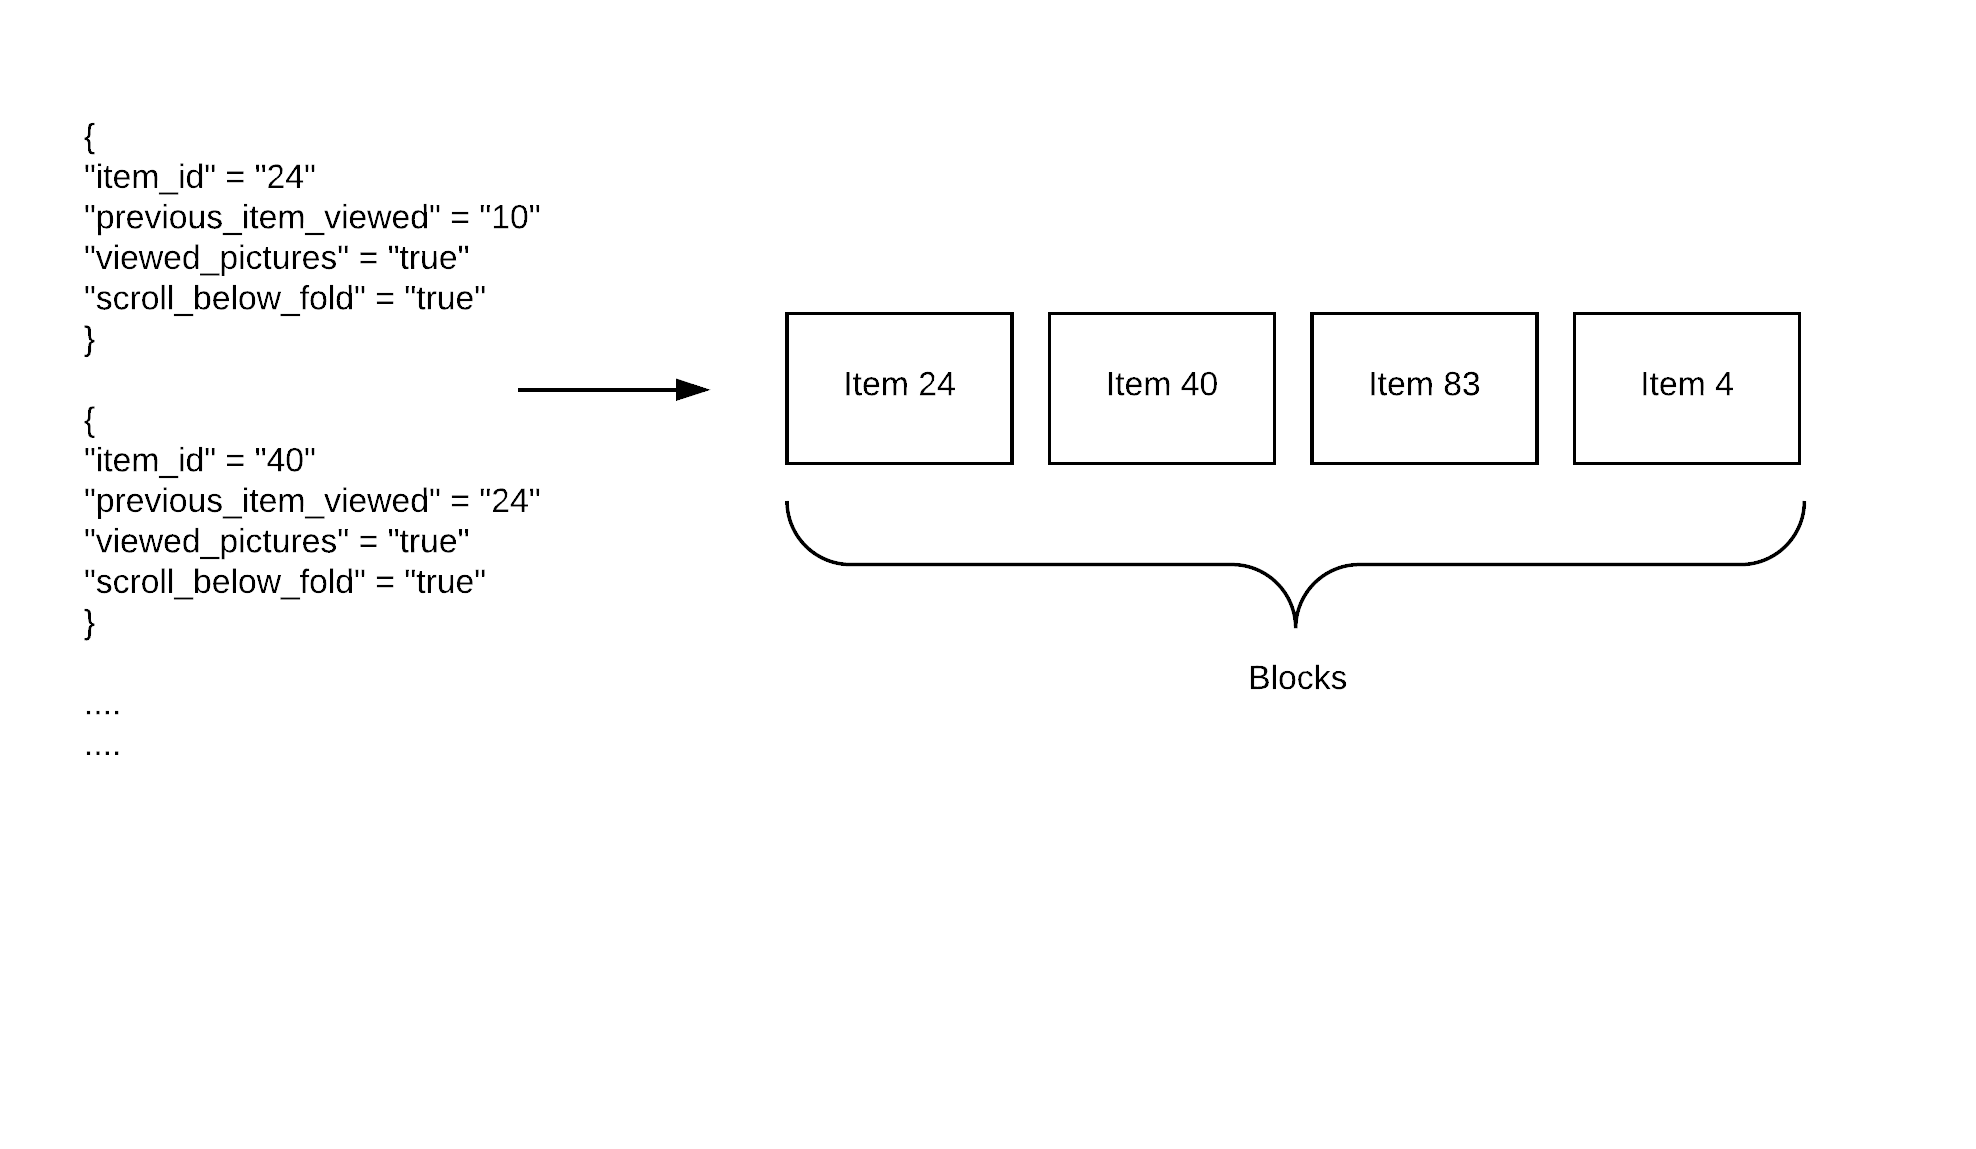 {
"item_id" = "24"
"previous_item_viewed" = "10"
"viewed_pictures" = "true"
"scroll_below_fold" = "true"
}
{
"item_id" = "40"
"previous_item_viewed" = "24"
"viewed_pictures" = "true"
"scroll_below_fold" = "true"
}
....
....
Item 24
Item 40
Item 83
Item 4
Blocks